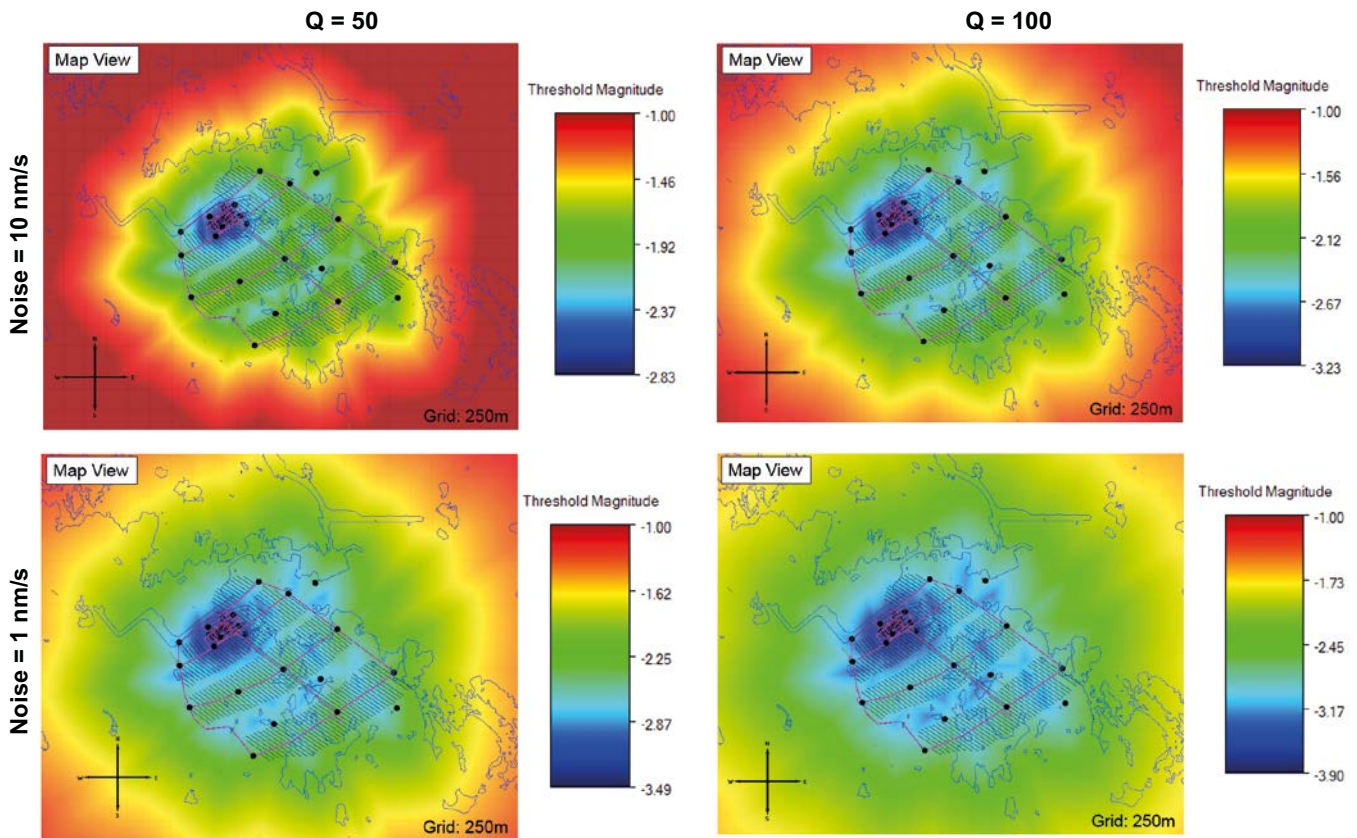 Q = 50
Q = 100
Noise = 10 nm/s
Map View
Threshold Magnitude
-1.00
-1.46
-1.92
-2.37
-2.83
N
W
E
S
Grid: 250m
Map View
Threshold Magnitude
-1.00
-1.56
-2.12
-2.67
-3.23
N
W
E
S
Grid: 250m
Noise = 1 nm/s
Map View
Threshold Magnitude
-1.00
-1.62
-2.25
-2.87
-3.49
N
W
E
S
Grid: 250m
Map View
Threshold Magnitude
-1.00
-1.73
-2.45
-3.17
-3.90
N
W
E
S
Grid: 250m